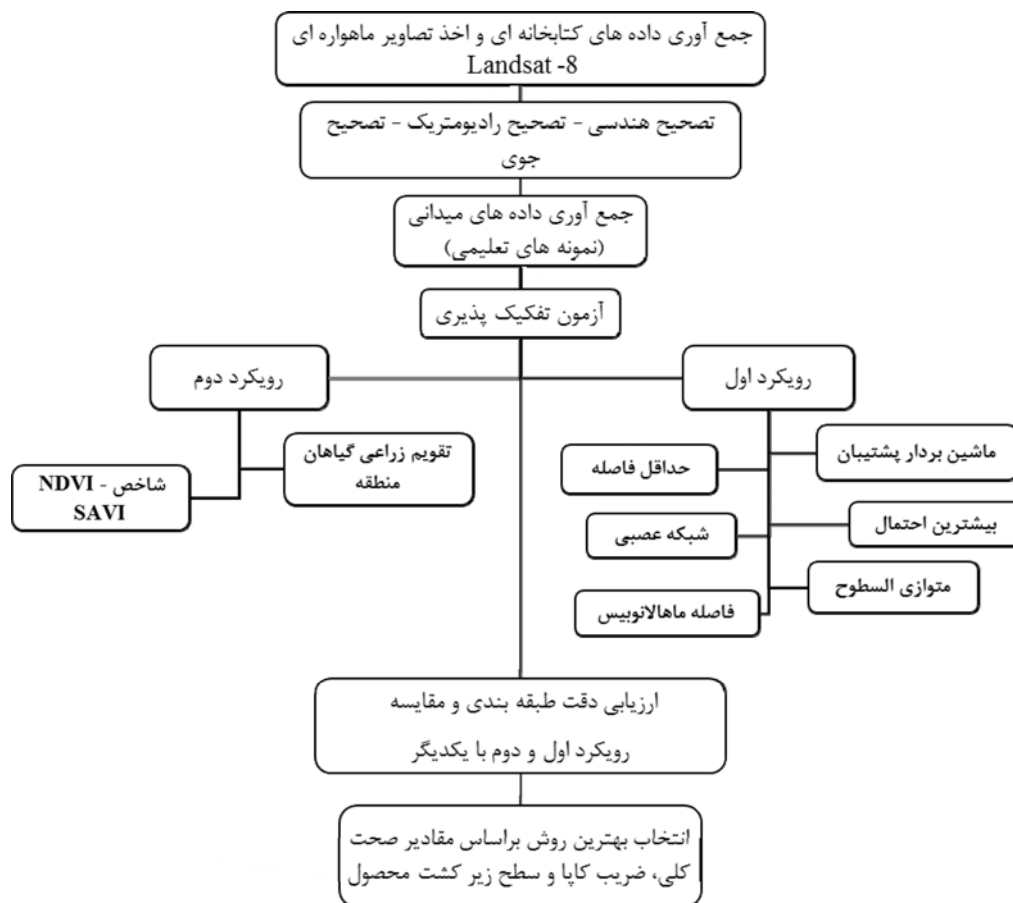 جمع آوری داده های کتابخانه ای و اخذ تصاویر ماهواره ای
Landsat -8
تصحیح هندسی - تصحیح رادیومتریک - تصحیح
جوی
جمع آوری داده های میدانی
(نمونه های تعلیمی)
آزمون تفکیک پذیری
رویکرد اول
ماشین بردار پشتیبان
حداقل فاصله
بیشترین احتمال
شبکه عصبی
متوازی السطوح
فاصله ماهالانوبیس
رویکرد دوم
تقویم زراعی گیاهان
منطقه
شاخص - NDVI
SAVI
ارزیابی دقت طبقه بندی و مقایسه
رویکرد اول و دوم با یکدیگر
انتخاب بهترین روش براساس مقادیر صحت
کلی، ضریب کاپا و سطح زیر کشت محصول